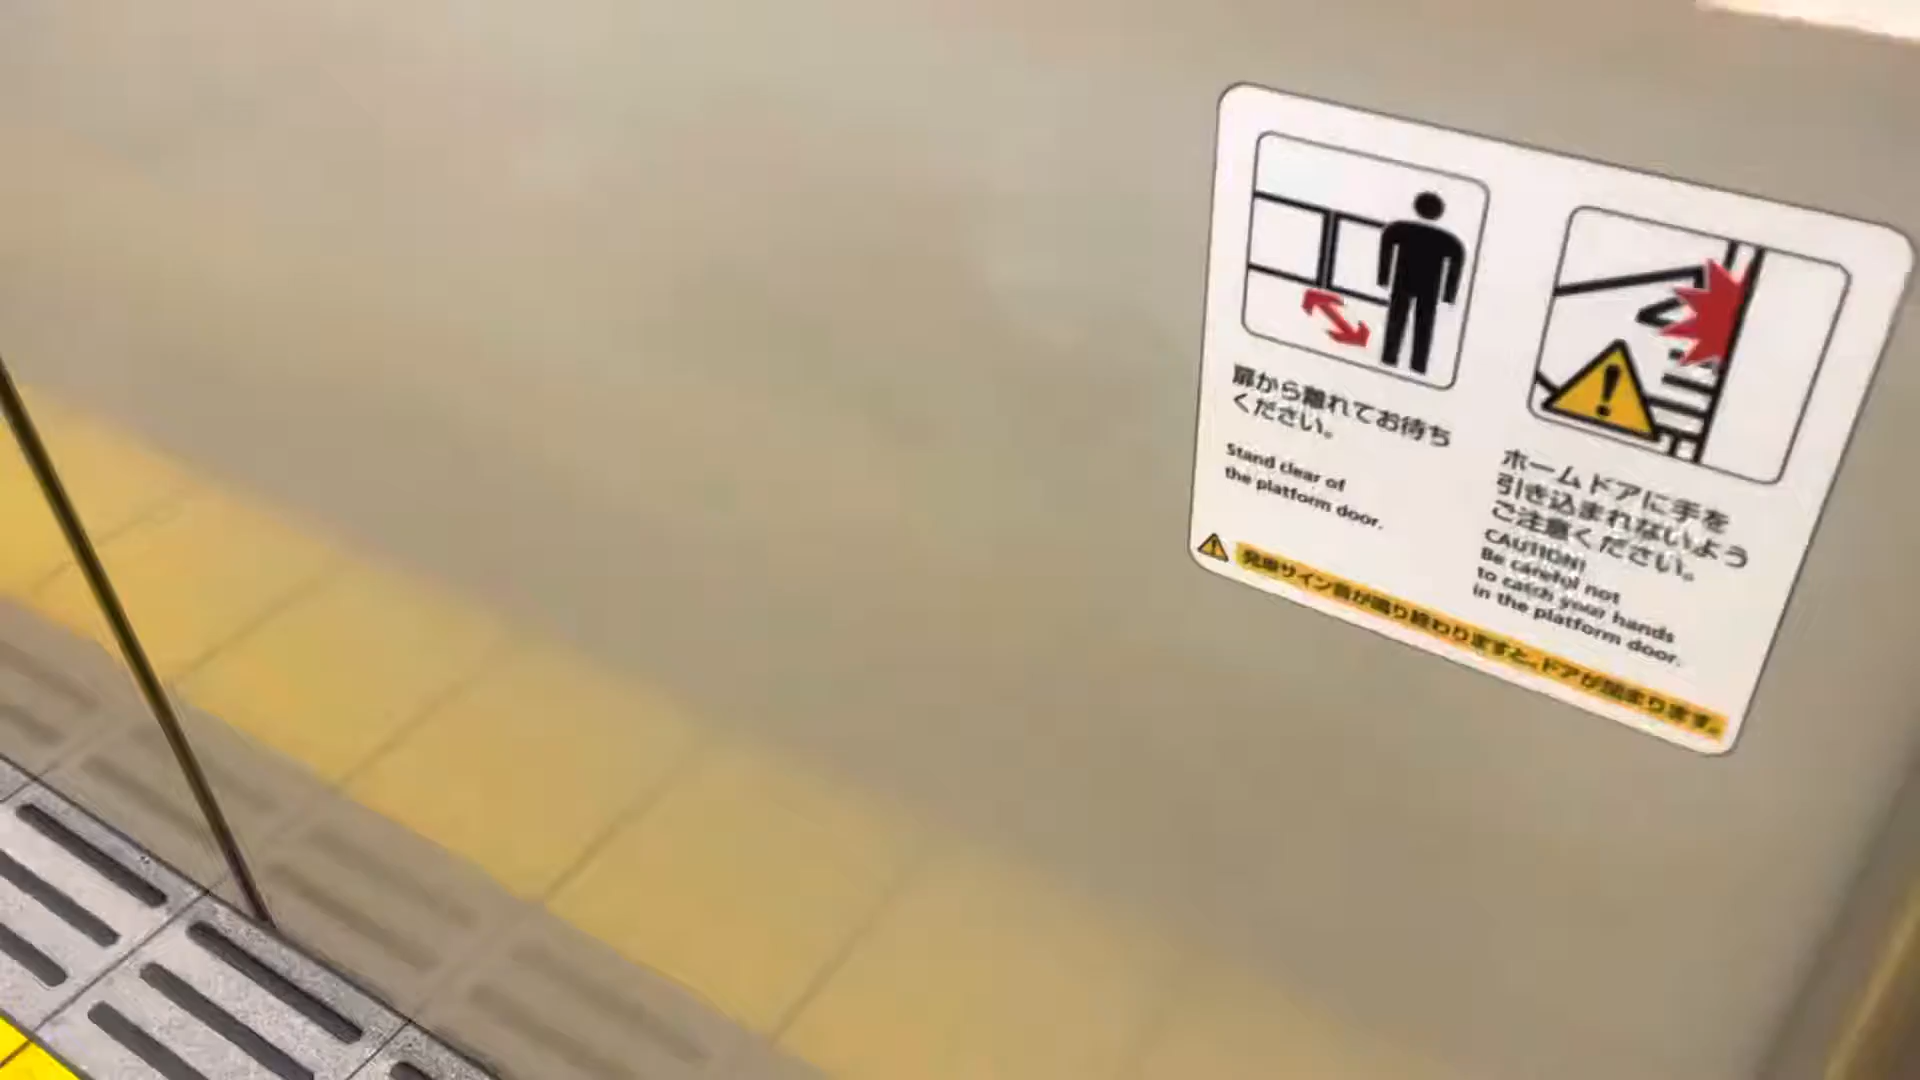 扉から離れてお待ち
ください。
Stand clear of
the platform door.
ホームドアに手を
引き込まれないよう
ご注意ください。
CAUTION!
Be careful not
to catch your hands
in the platform door.
発車サイン音が鳴り終わりますと、ドアが閉まります。